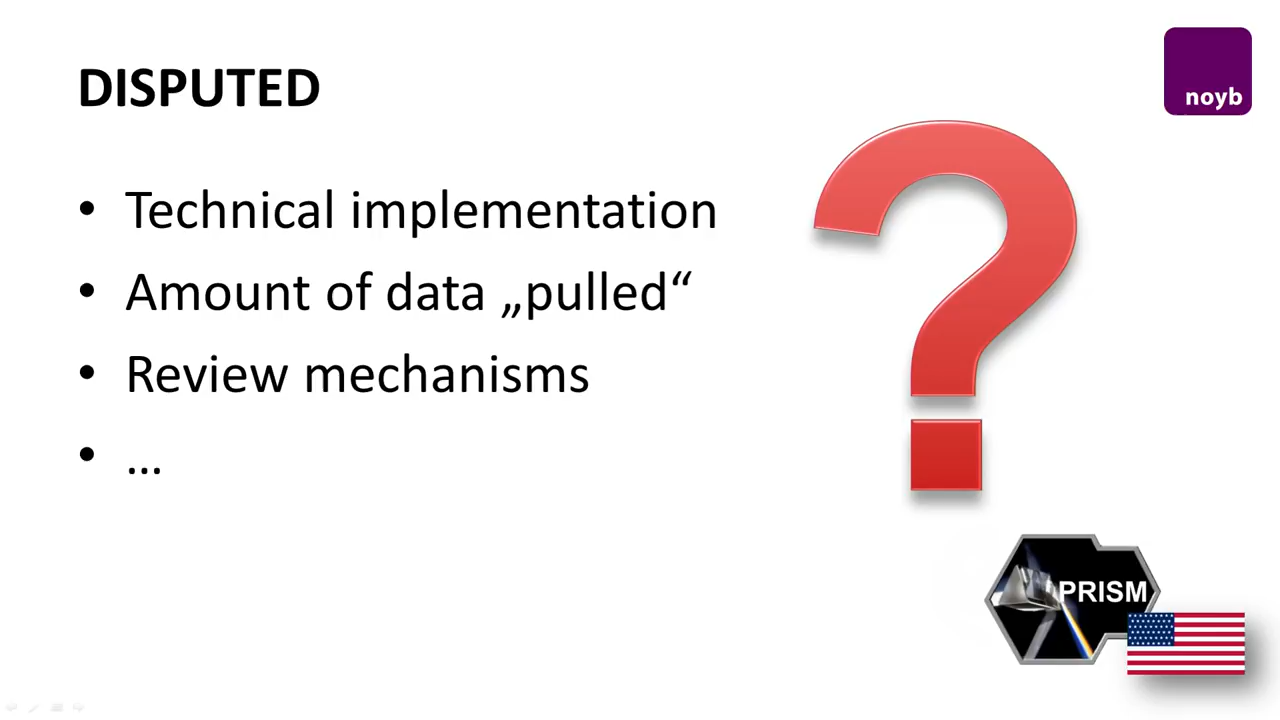 DISPUTED
noyb
• Technical implementation
• Amount of data „pulled“
• Review mechanisms
• ...
PRISM